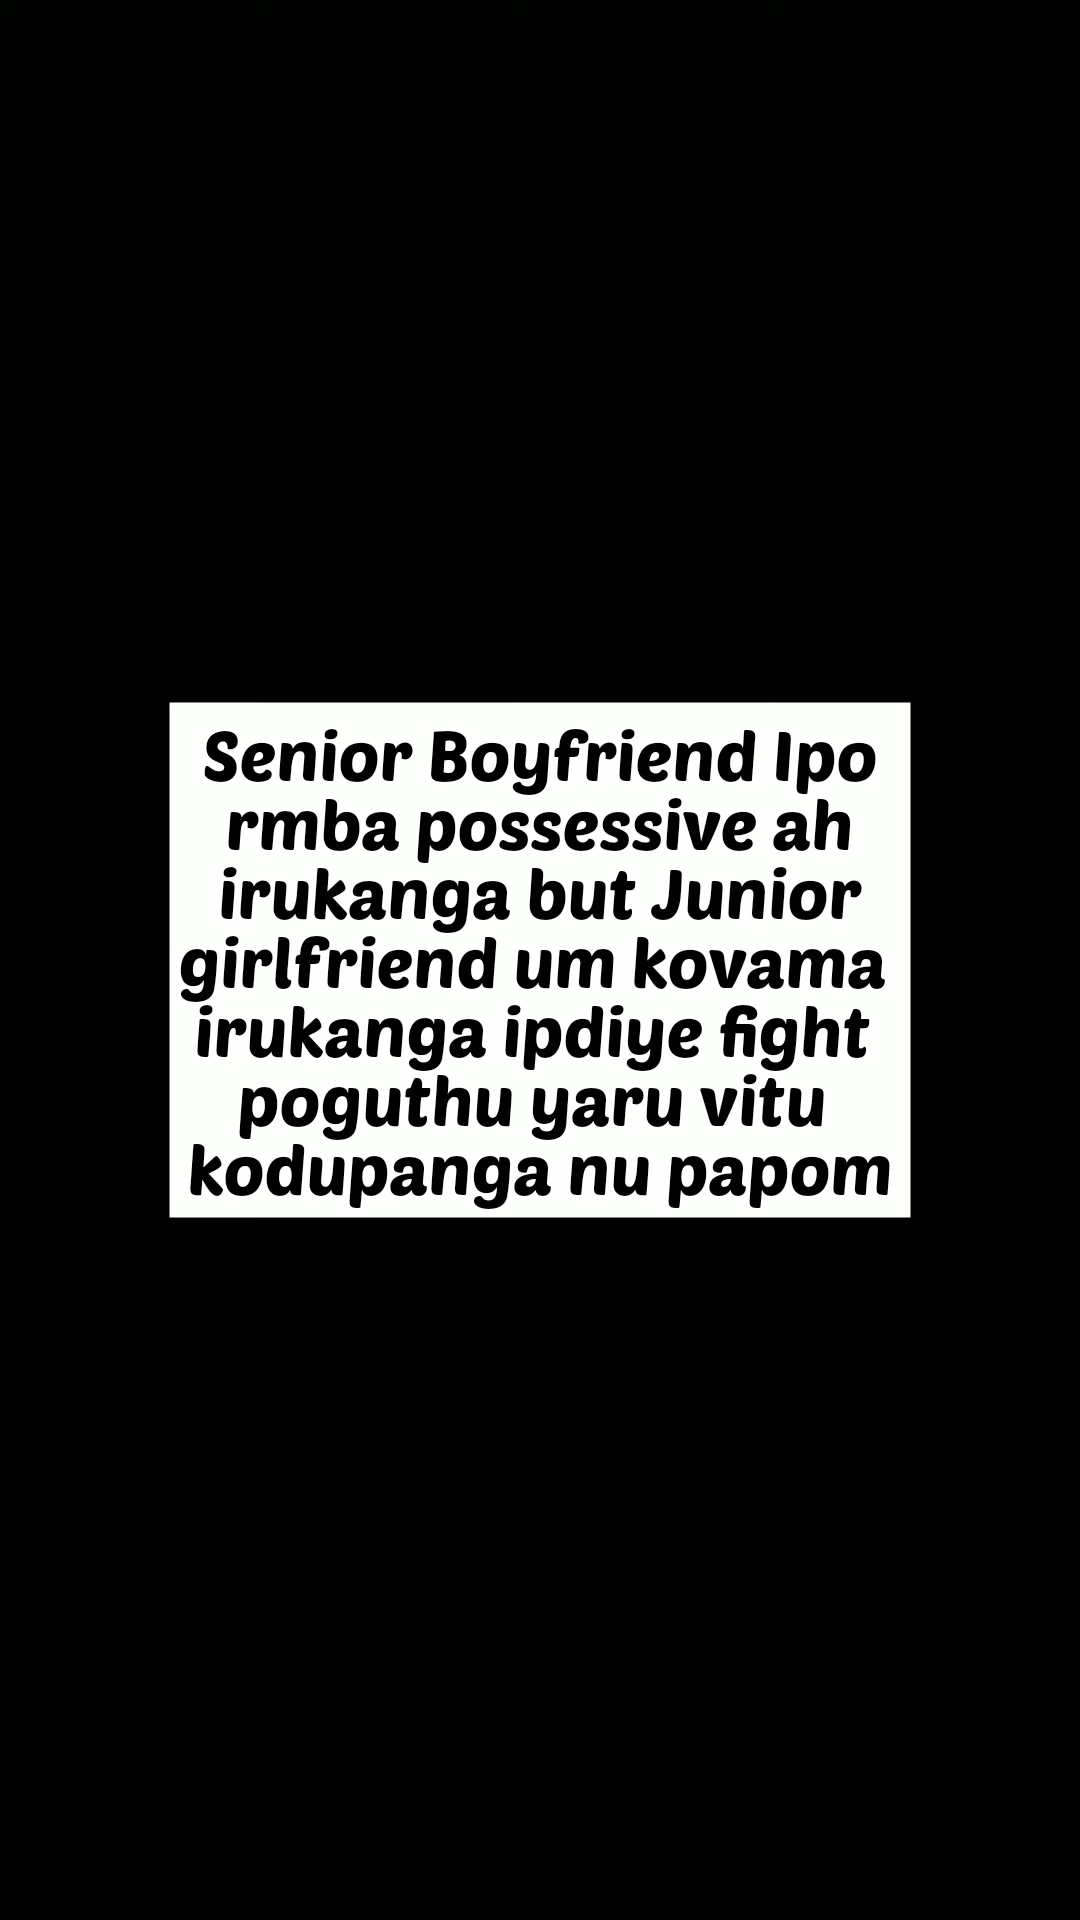 Senior Boyfriend Ipo
rmba possessive ah
irukanga but Junior
girlfriend um kovama
irukanga ipdiye fight
poguthu yaru vitu
kodupanga nu papom